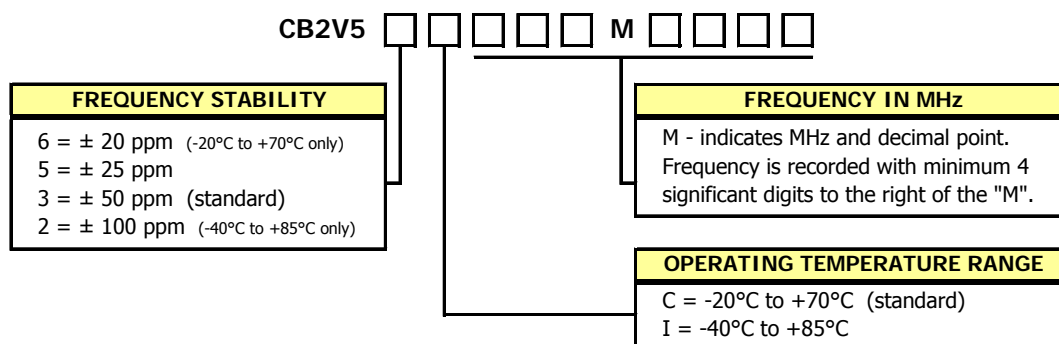 CB2V5 M
FREQUENCY STABILITY
6 = ± 20 ppm (-20°C to +70°C only)
5 = ± 25 ppm
3 = ± 50 ppm (standard)
2 = ± 100 ppm (-40°C to +85°C only)
FREQUENCY IN MHz
M - indicates MHz and decimal point.
Frequency is recorded with minimum 4
significant digits to the right of the "M".
OPERATING TEMPERATURE RANGE
C = -20°C to +70°C (standard)
I = -40°C to +85°C